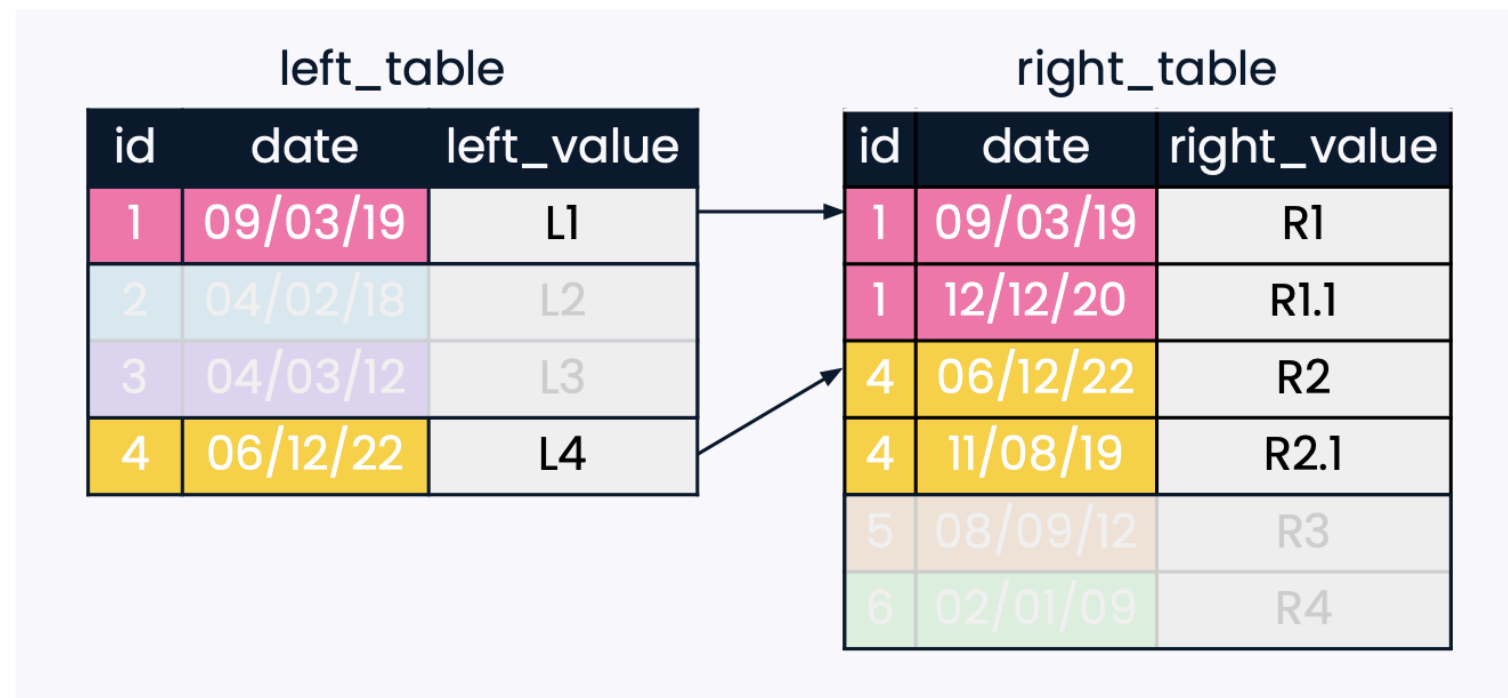 left_table
id date left_value
1 09/03/19 L1
2 04/02/18 L2
3 04/03/12 L3
4 06/12/22 L4
right_table
id date right_value
1 09/03/19 R1
1 12/12/20 R1.1
4 06/12/22 R2
4 11/08/19 R2.1
5 08/09/12 R3
6 02/01/09 R4